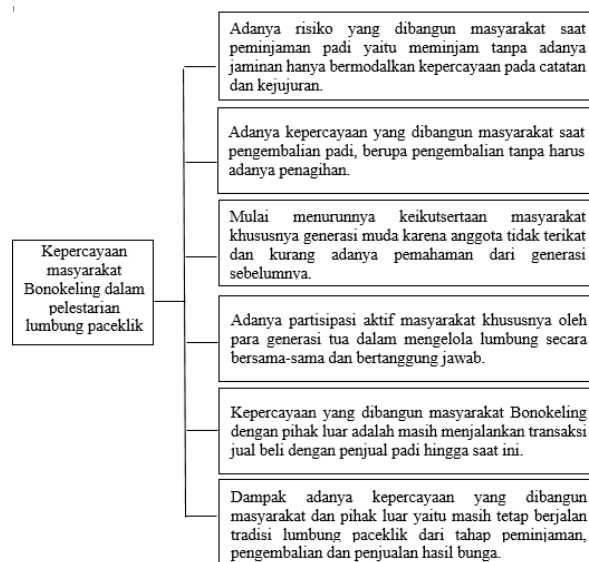 Adanya risiko yang dibangun masyarakat saat
peminjaman padi yaitu meminjam tanpa adanya
jaminan hanya bermodalkan kepercayaan pada catatan
dan kejujuran.
Adanya kepercayaan yang dibangun masyarakat saat
pengembalian padi, berupa pengembalian tanpa harus
adanya penagihan.
Mulai menurunnya keikutsertaan masyarakat
khususnya generasi muda karena anggota tidak terikat
dan kurang adanya pemahaman dari generasi
sebelumnya.
Kepercayaan
masyarakat
Bonokeling dalam
pelestarian
lumbung paceklik
Adanya partisipasi aktif masyarakat khususnya oleh
para generasi tua dalam mengelola lumbung secara
bersama-sama dan bertanggung jawab.
Kepercayaan yang dibangun masyarakat Bonokeling
dengan pihak luar adalah masih menjalankan transaksi
jual beli dengan penjual padi hingga saat ini.
Dampak adanya kepercayaan yang dibangun
masyarakat dan pihak luar yaitu masih tetap berjalan
tradisi lumbung paceklik dari tahap peminjaman,
pengembalian dan penjualan hasil bunga.